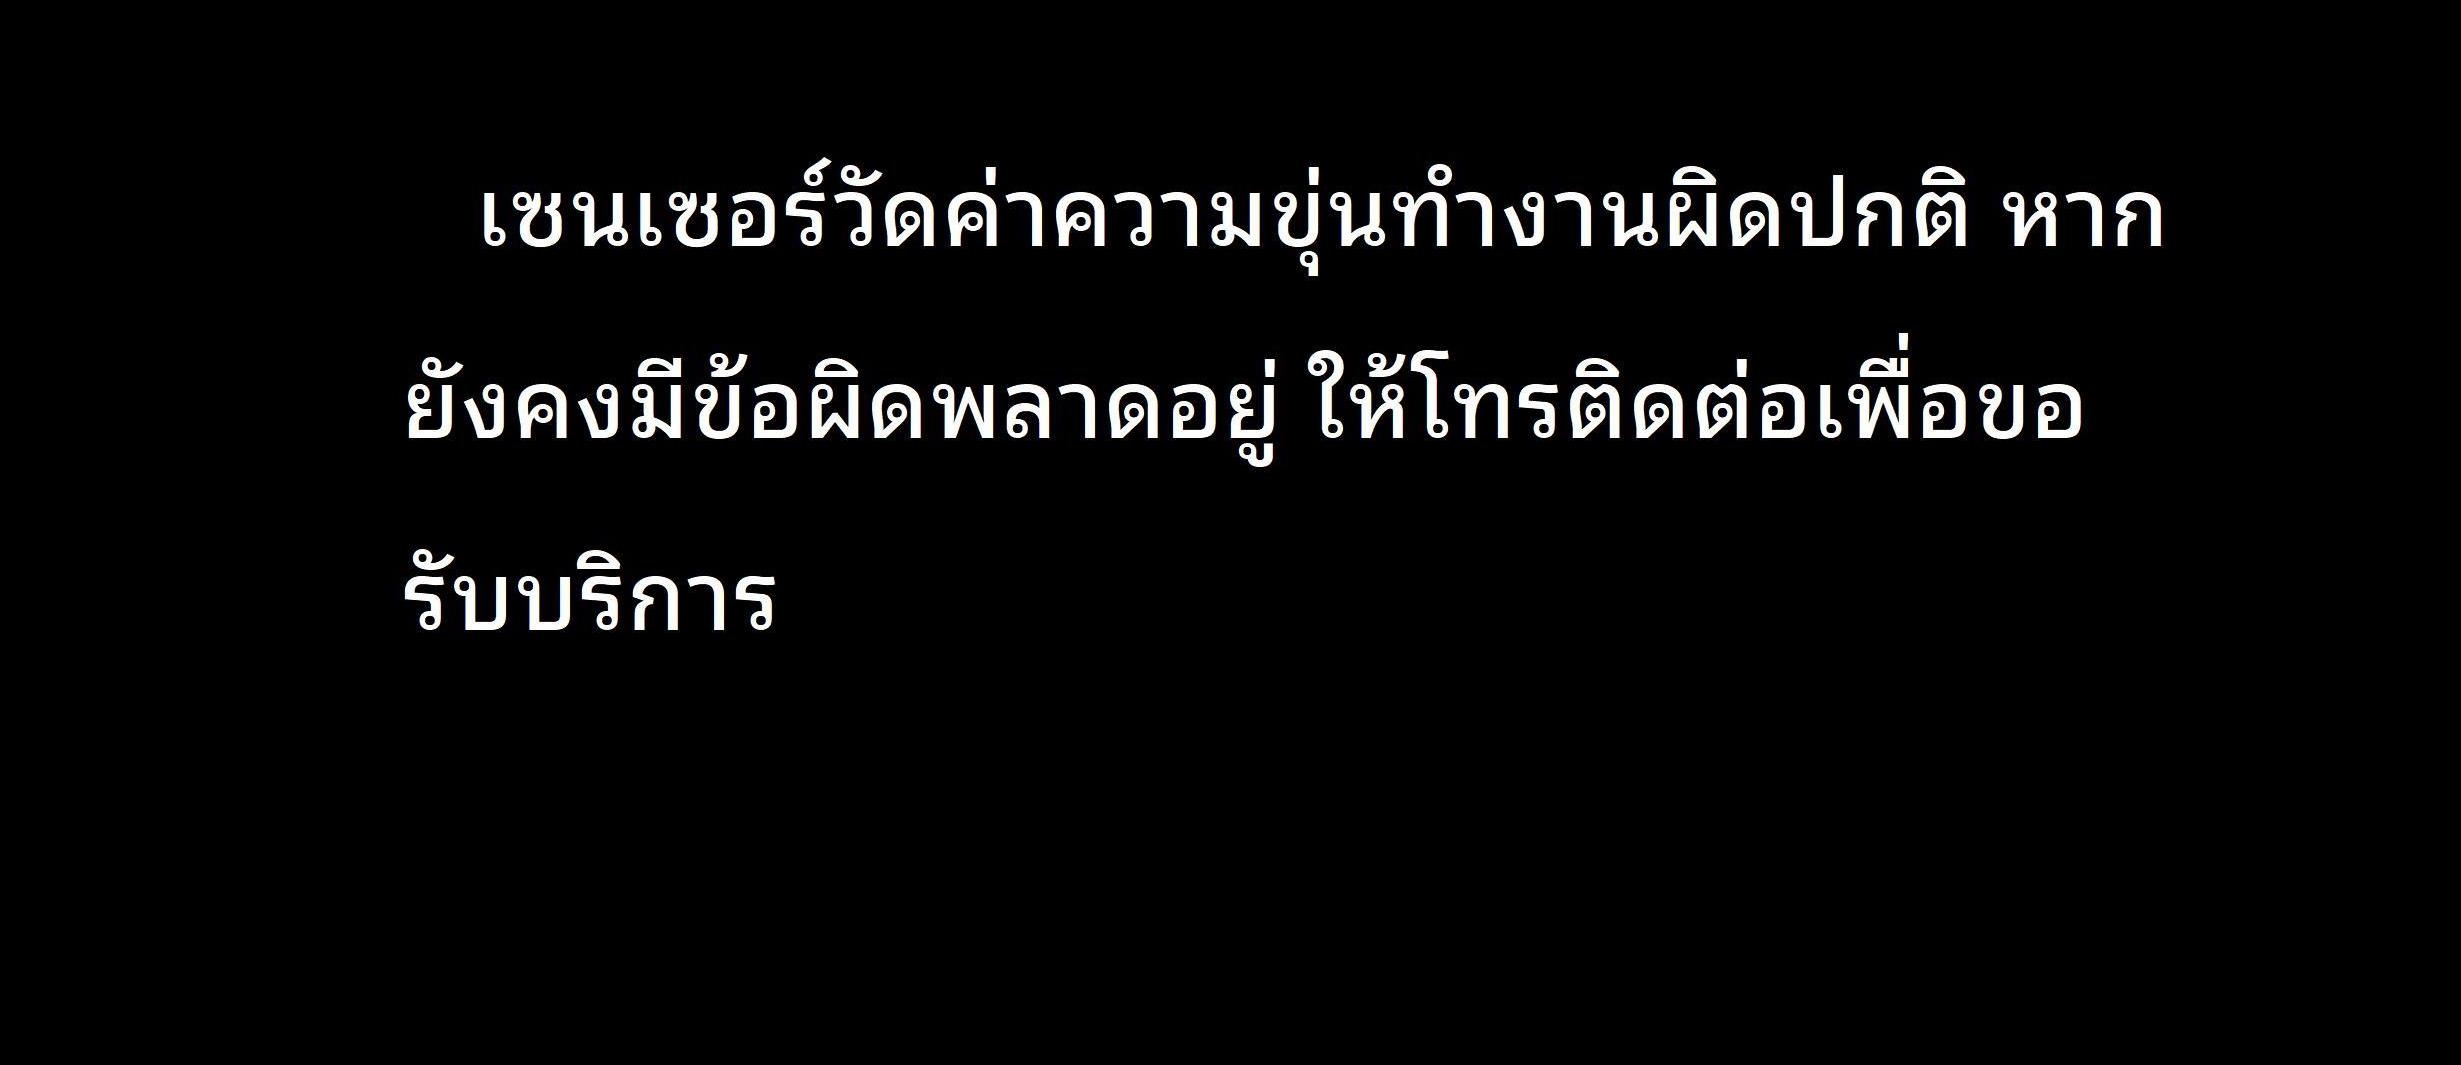 เซนเซอร์วัดค่าความขุ่นทำงานผิดปกติ หาก
ยังคงมีข้อผิดพลาดอยู่ ให้โทรติดต่อเพื่อขอ
รับบริการ